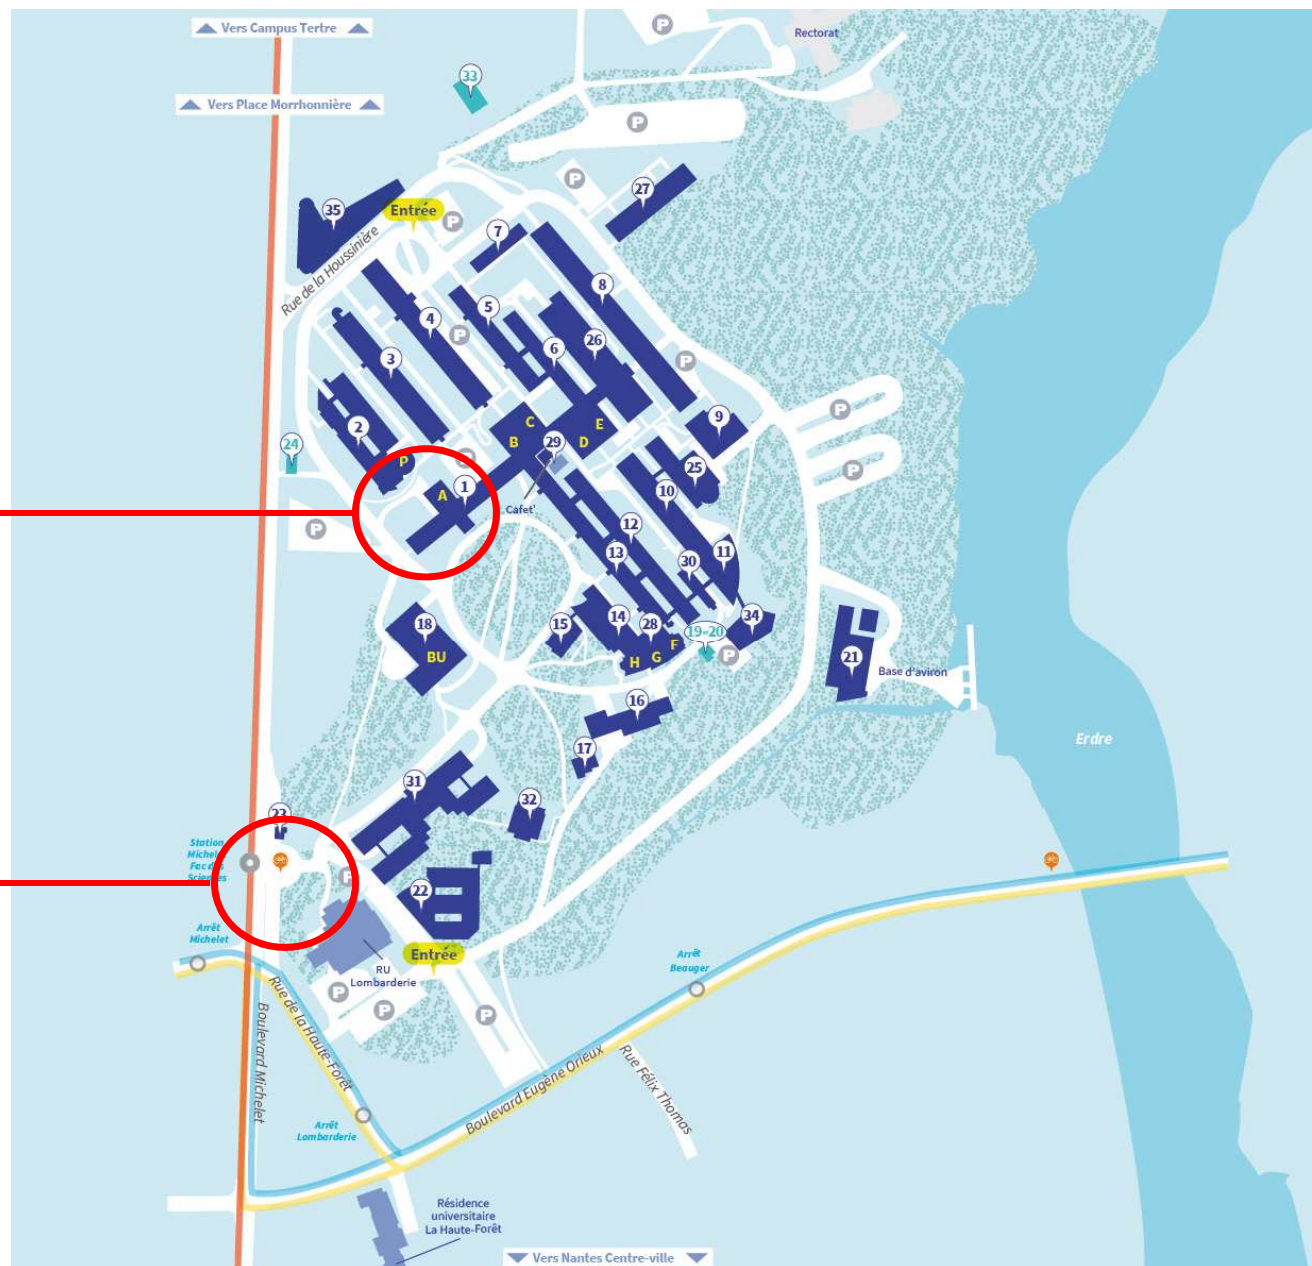 Vers Campus Tertre
P
Rectorat
33
Vers Place Morrhonnière
P
P
27
35
Entrée
P
7
Rue de la Houssinière
8
5
4
P
26
6
3
P
9
P
C
E
2
B
29
D
24
P
P
25
A
1
10
Cafet'
P
12
13
30
11
14
28
34
18
15
19-20
F
BU
H
G
P
21
Base d'aviron
16
Erdre
17
31
32
23
Station
Michelet
Fac des
Sciences
P
22
Arrêt
Michelet
Entrée
RU
Lombarderie
Arrêt
Beauger
P
P
P
Rue de la Haute-Forêt
Boulevard Michelet
Boulevard Eugène Orieux
Rue Félix Thomas
Arrêt
Lombarderie
Résidence
universitaire
La Haute-Forêt
Vers Nantes Centre-ville